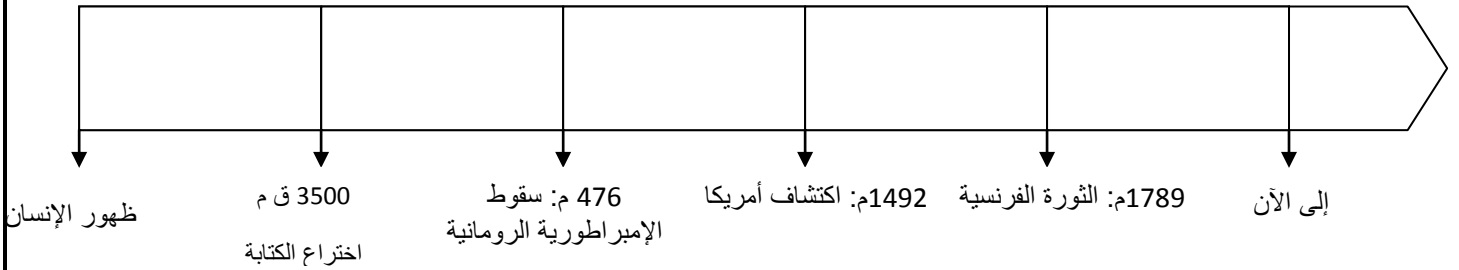 ظهور الإنسان
3500 ق م
اختراع الكتابة
476 م: سقوط
الإمبراطورية الرومانية
1492م: اكتشاف أمريكا
1789م: الثورة الفرنسية
إلى الآن